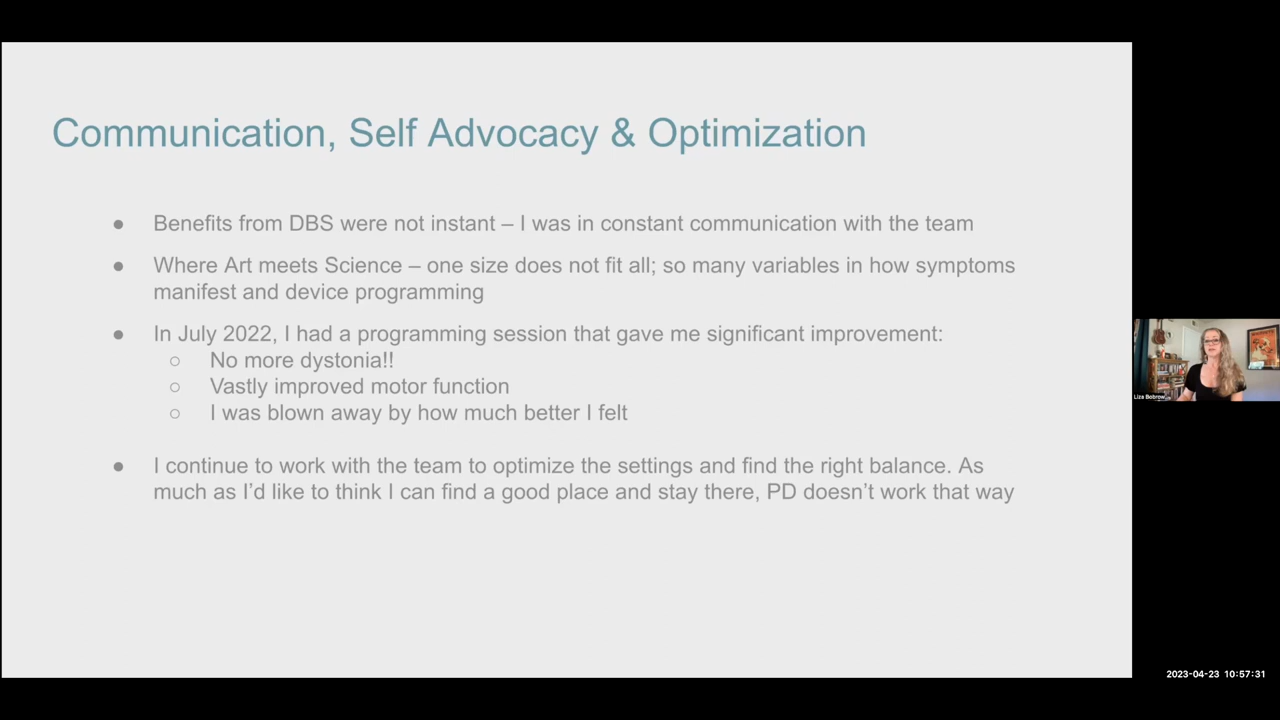 Communication, Self Advocacy & Optimization
● Benefits from DBS were not instant – I was in constant communication with the team
● Where Art meets Science – one size does not fit all; so many variables in how symptoms
manifest and device programming
● In July 2022, I had a programming session that gave me significant improvement:
○ No more dystonia!!
○ Vastly improved motor function
○ I was blown away by how much better I felt
● I continue to work with the team to optimize the settings and find the right balance. As
much as I’d like to think I can find a good place and stay there, PD doesn’t work that way
Liza Bobrow
2023-04-23 10:57:31